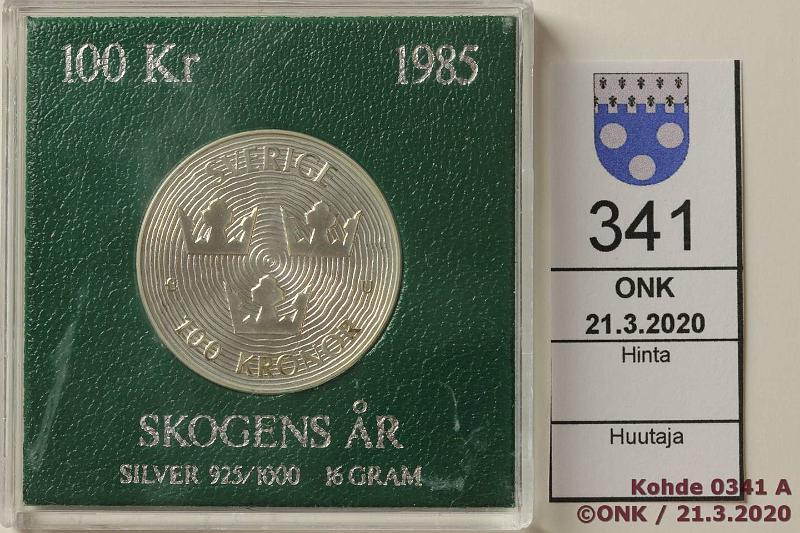 100 Kr 1985
SVERIGE
U
100 KRONOR
SKOGENS ÅR
SILVER 925/1000 16 GRAM
341
ONK
21.3.2020
Hinta
Huutaja
Kohde 0341 A
©ONK / 21.3.2020